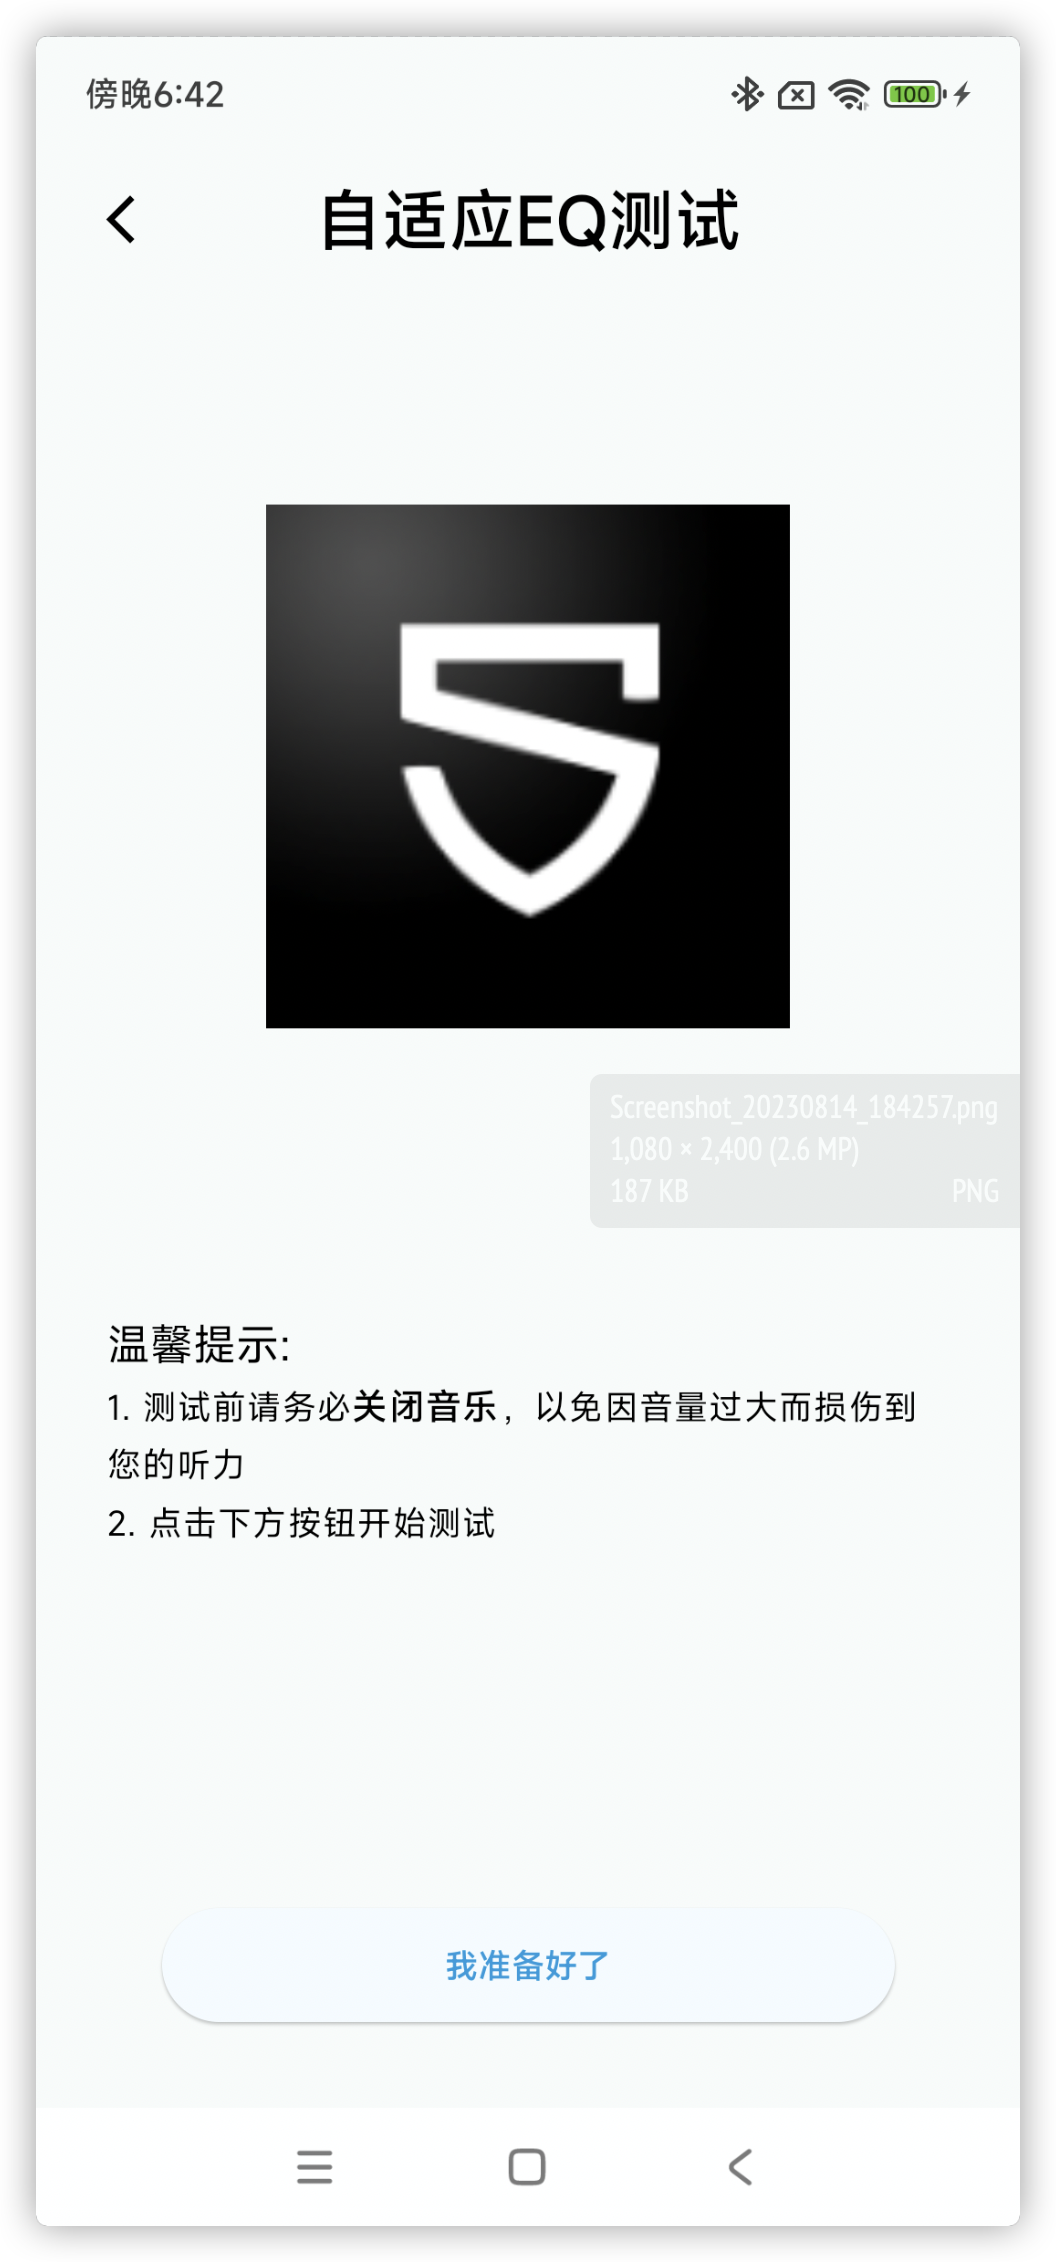 傍晚6:42
100
自适应EQ测试
Screenshot_20230814_184257.png
1,080 × 2,400 (2.6 MP)
187 KB PNG
温馨提示:
1. 测试前请务必关闭音乐，以免因音量过大而损伤到
您的听力
2. 点击下方按钮开始测试
我准备好了